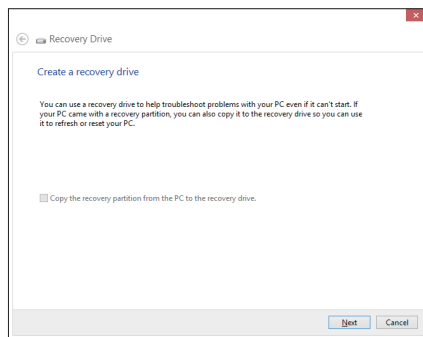 Recovery Drive
Create a recovery drive
You can use a recovery drive to help troubleshoot problems with your PC even if it can't start. If
your PC came with a recovery partition, you can also copy it to the recovery drive so you can use
it to refresh or reset your PC.
Copy the recovery partition from the PC to the recovery drive.
Next Cancel